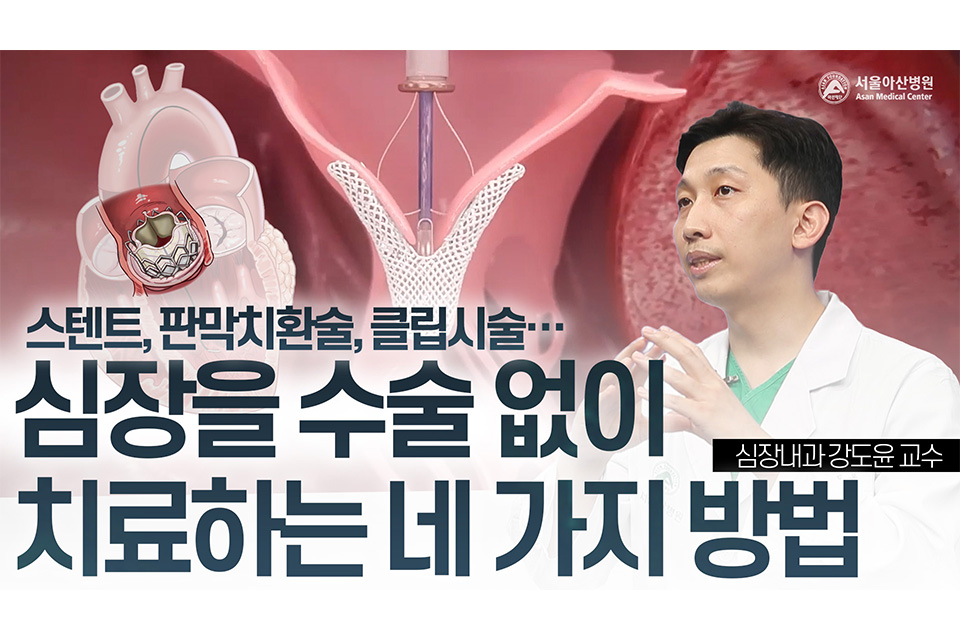 서울아산병원
Asan Medical Center
스텐트, 판막치환술, 클립시술…
심장을 수술 없이
심장내과 강도윤 교수
치료하는 네 가지 방법